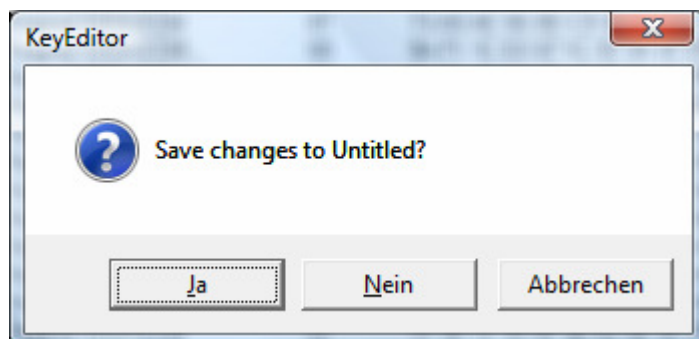 KeyEditor
Save changes to Untitled?
Ja
Nein
Abbrechen